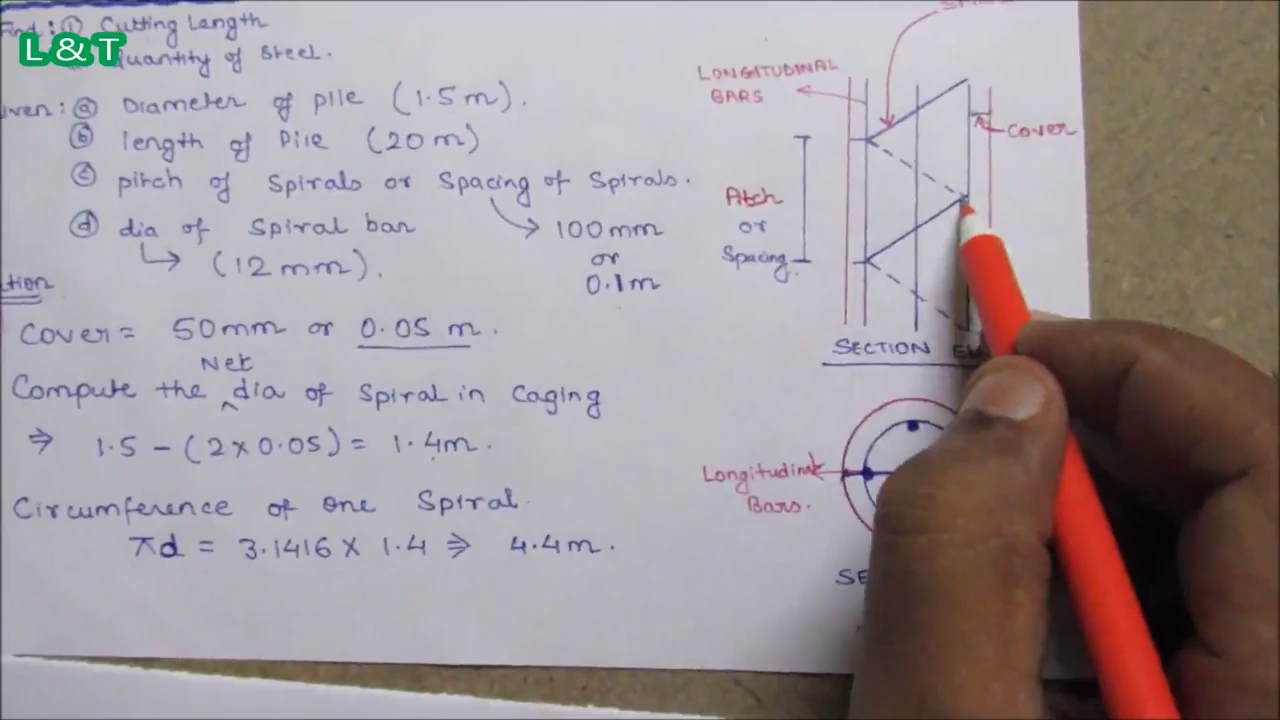 Find: ① Cutting Length
L & T
Quantity of Steel.
Given: ⓐ Diameter of pile (1.5m).
ⓑ length of Pile (20m)
ⓒ pitch of Spirals or Spacing of Spirals.
100mm
or
0.1m
ⓓ dia of Spiral bar
(12mm).
Cover = 50mm or 0.05 m.
Compute the Net dia of Spiral in Caging
⇒ 1.5 - (2×0.05) = 1.4m.
Circumference of one Spiral.
πd = 3.1416 × 1.4 ⇒ 4.4m.
LONGITUDINAL
BARS
Cover
Pitch
or
Spacing
SECTION
Longitudinal
Bars.